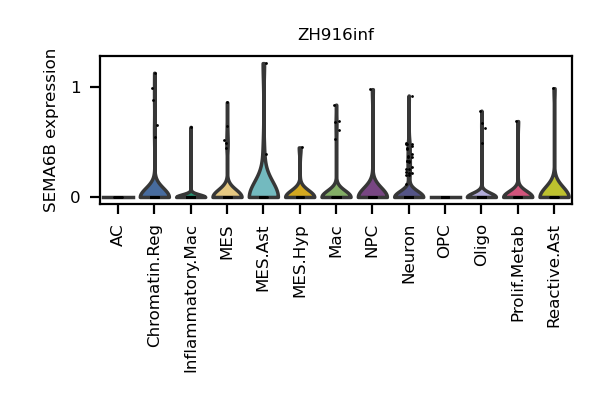 ZH916inf
SEMA6B expression
1
0
AC
Chromatin.Reg
Inflammatory.Mac
MES
MES.Ast
MES.Hyp
Mac
NPC
Neuron
OPC
Oligo
Prolif.Metab
Reactive.Ast